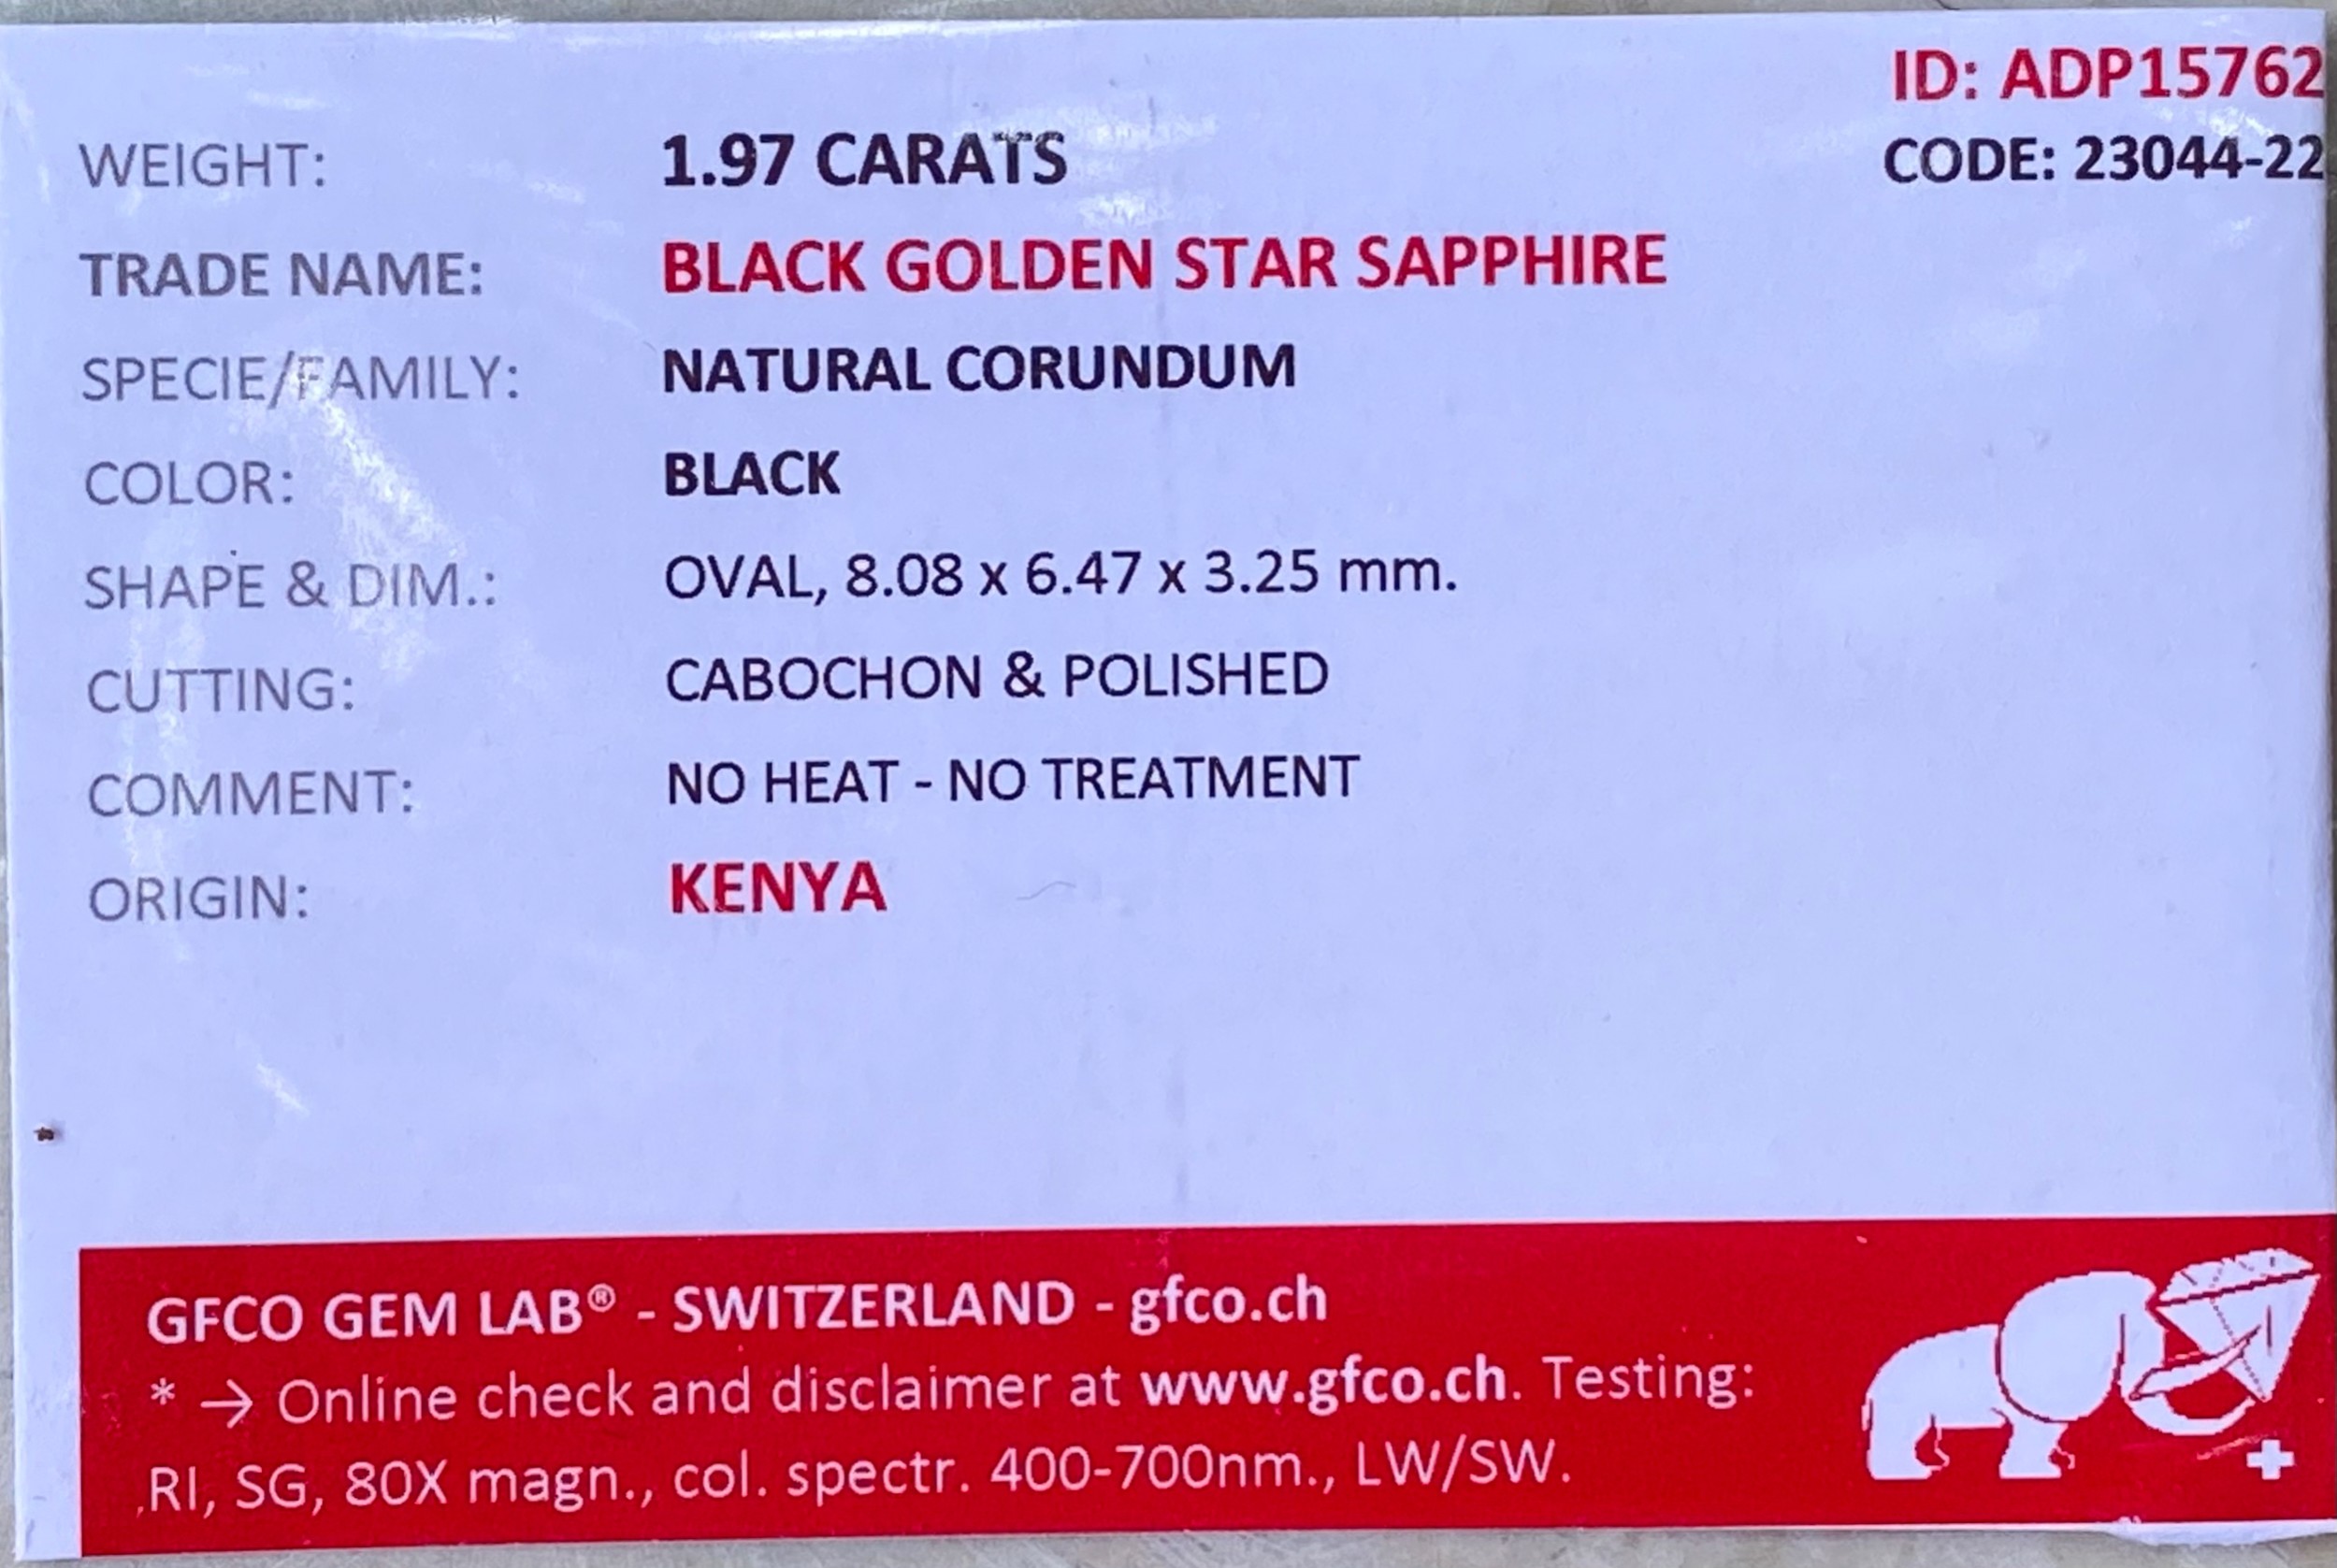 ID: ADP15762
CODE: 23044-22
WEIGHT: 1.97 CARATS
TRADE NAME: BLACK GOLDEN STAR SAPPHIRE
SPECIE/FAMILY: NATURAL CORUNDUM
COLOR: BLACK
SHAPE & DIM.: OVAL, 8.08 x 6.47 x 3.25 mm.
CUTTING: CABOCHON & POLISHED
COMMENT: NO HEAT - NO TREATMENT
ORIGIN: KENYA
GFCO GEM LAB® - SWITZERLAND - gfco.ch
* → Online check and disclaimer at www.gfco.ch. Testing:
RI, SG, 80X magn., col. spectr. 400-700nm., LW/SW.